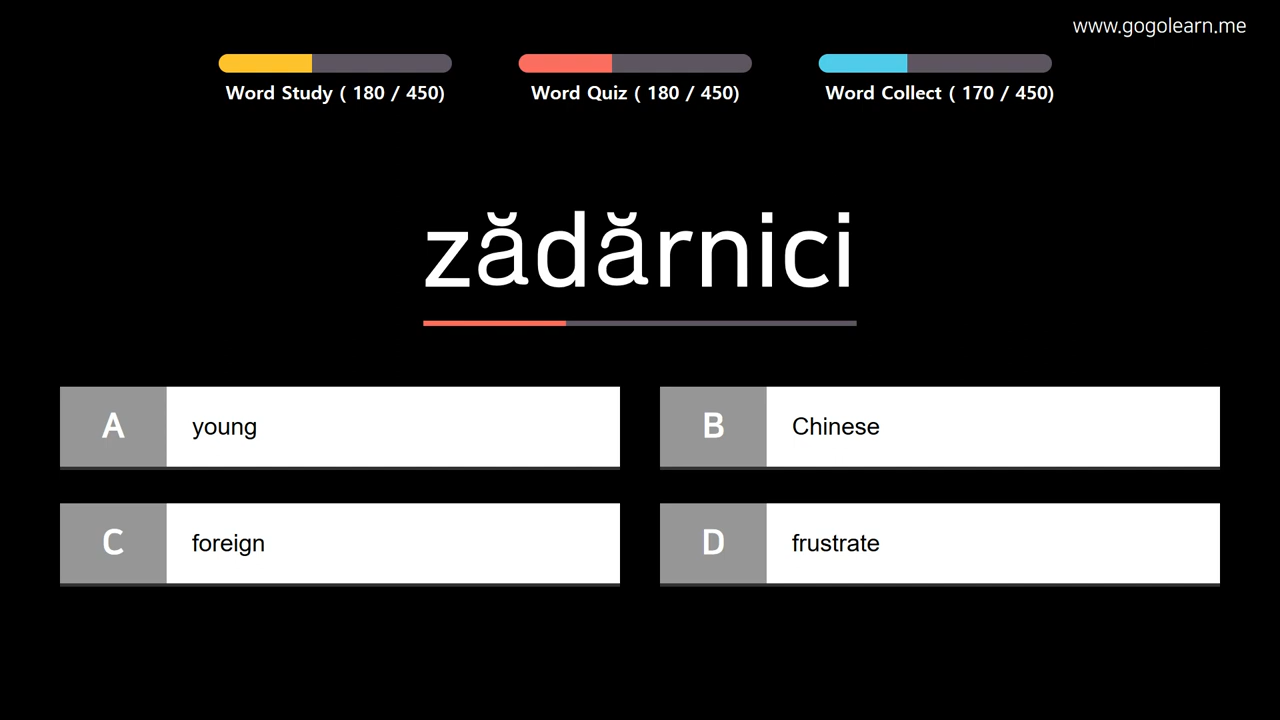 www.gogolearn.me
Word Study ( 180 / 450)
Word Quiz ( 180 / 450)
Word Collect ( 170 / 450)
zădărnici
A young
B Chinese
C foreign
D frustrate